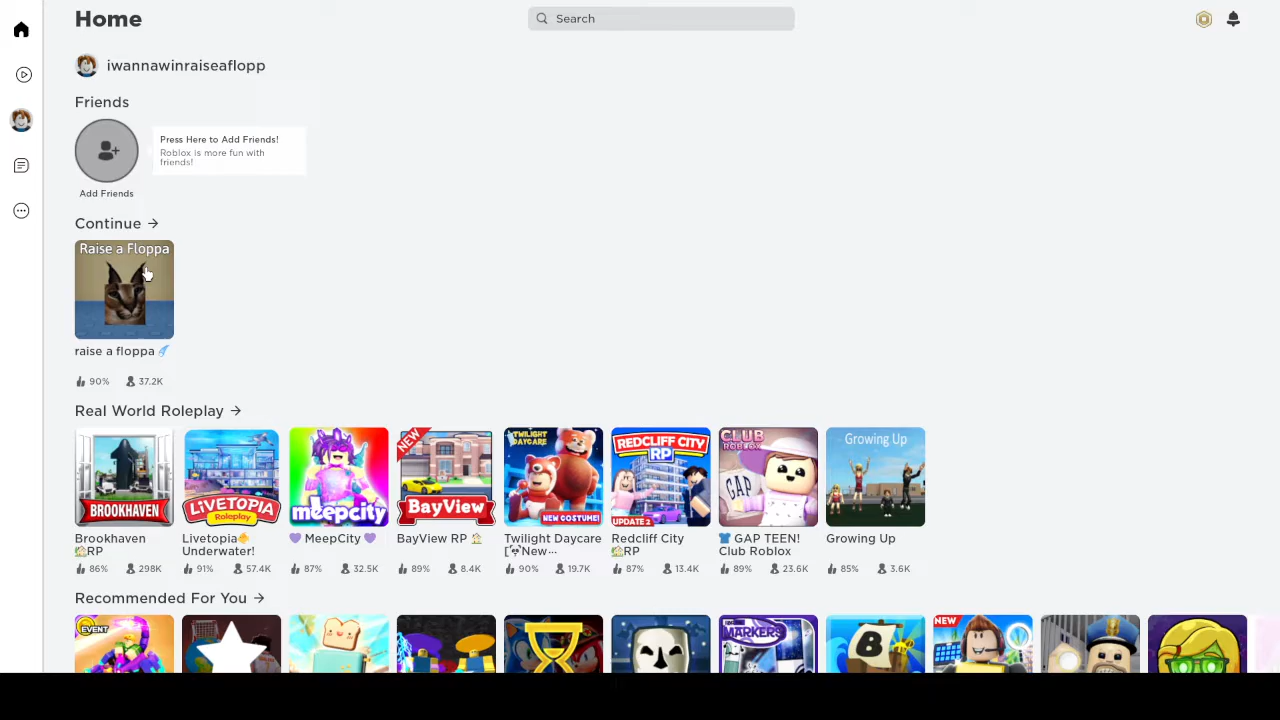 Home
Search
iwannawinraiseaflopp
Friends
Press Here to Add Friends!
Roblox is more fun with
friends!
Add Friends
Continue
Raise a Floppa
raise a floppa
90% 37.2K
Real World Roleplay
BROOKHAVEN
LiVETOPiA
Roleplay
meepcity
NEW
BayView
TWILIGHT
DAYCARE
NEW COSTUME!
REDCLIFF CITY
RP
UPDATE 2
CLUB
ROBLOX
GAP
Growing Up
Brookhaven
RP
86% 298K
Livetopia
Underwater!
91% 57.4K
MeepCity
87% 32.5K
BayView RP
89% 8.4K
Twilight Daycare
[New...
90% 19.7K
Redcliff City
RP
87% 13.4K
GAP TEEN!
Club Roblox
89% 23.6K
Growing Up
85% 3.6K
Recommended For You
EVENT
MARKERS
B
NEW